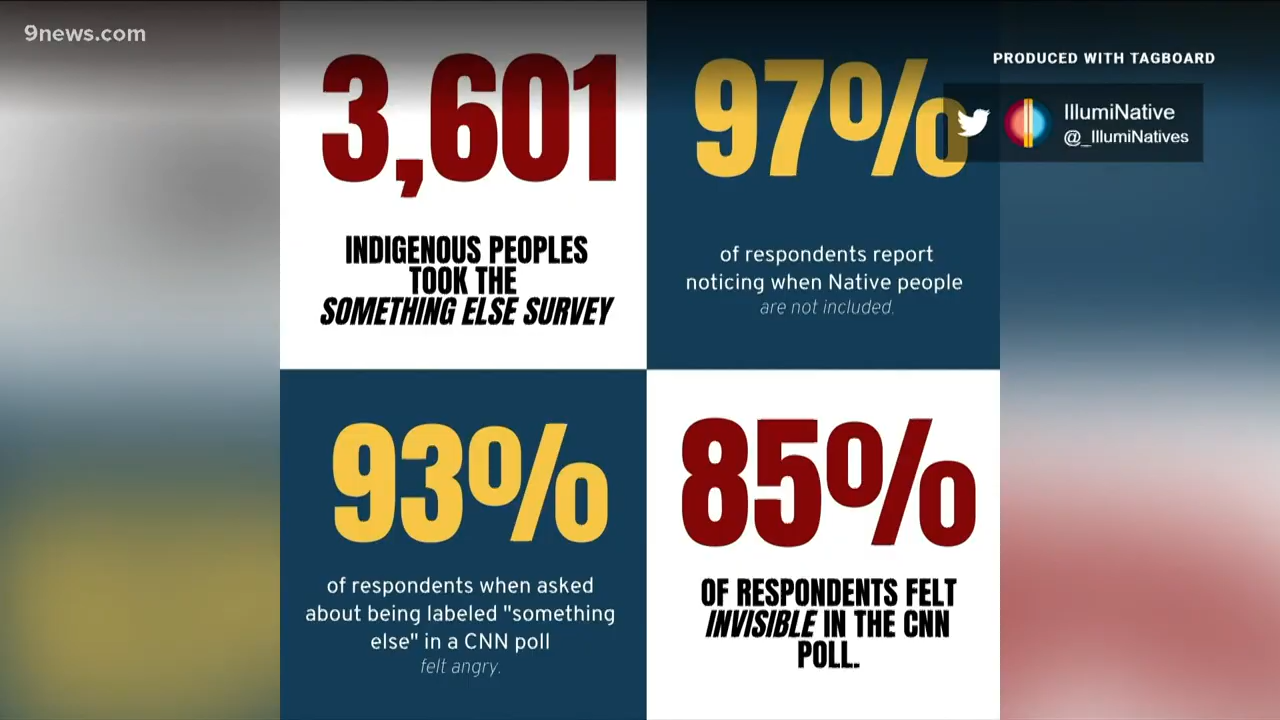 9news.com
3,601
INDIGENOUS PEOPLES
TOOK THE
SOMETHING ELSE SURVEY
97%
of respondents report
noticing when Native people
are not included.
PRODUCED WITH TAGBOARD
IllumiNative
@_IllumiNatives
93%
of respondents when asked
about being labeled "something
else" in a CNN poll
felt angry.
85%
OF RESPONDENTS FELT
INVISIBLE IN THE CNN
POLL.